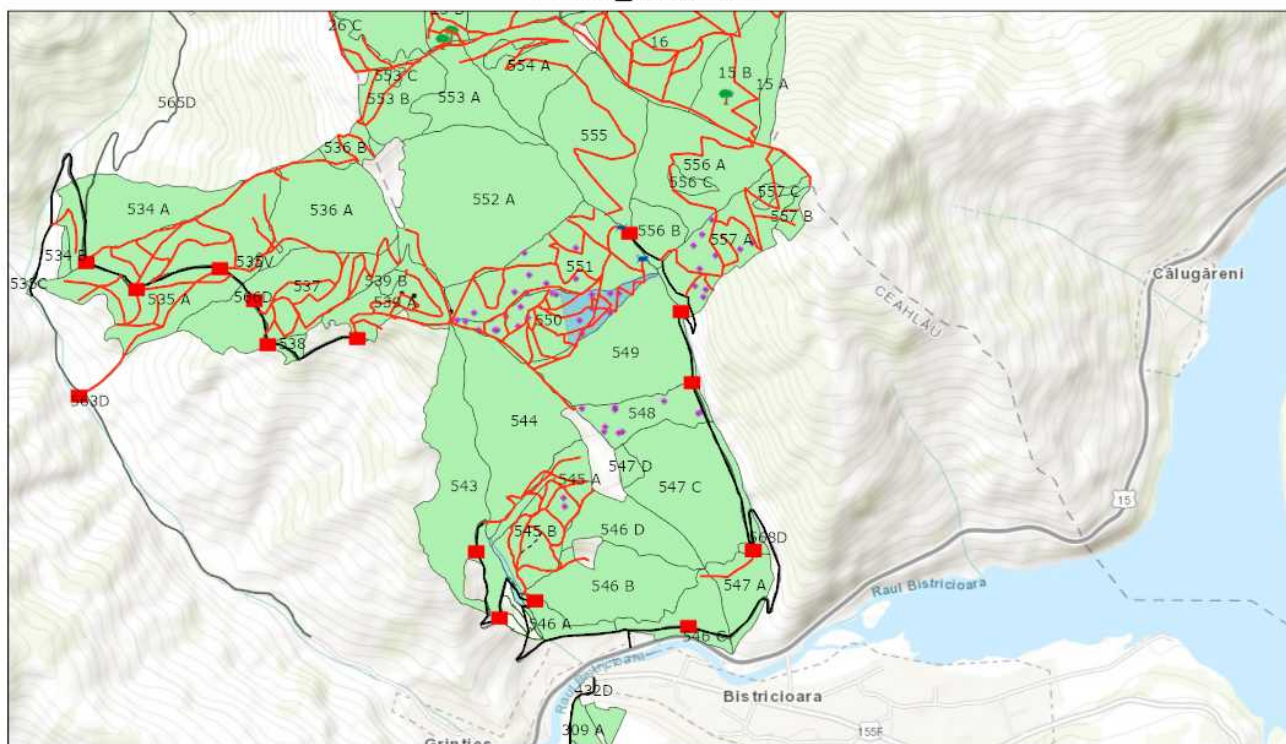 26 C
16
554 A
553 C
15 B
15 A
553 A
553 B
565D
555
536 B
556 A
556 C
557 C
552 A
534 A
536 A
557 B
556 B
557 A
534 B
535V
551
Călugăreni
539 B
537
535 A
566D
539 A
CEAHLĂU
550
538
549
563D
548
544
547 D
545 A
543
547 C
15
545 B
546 D
568D
546 B
547 A
Raul Bistricioara
546 A
546 C
432D
Bistricioara
309 A
155F